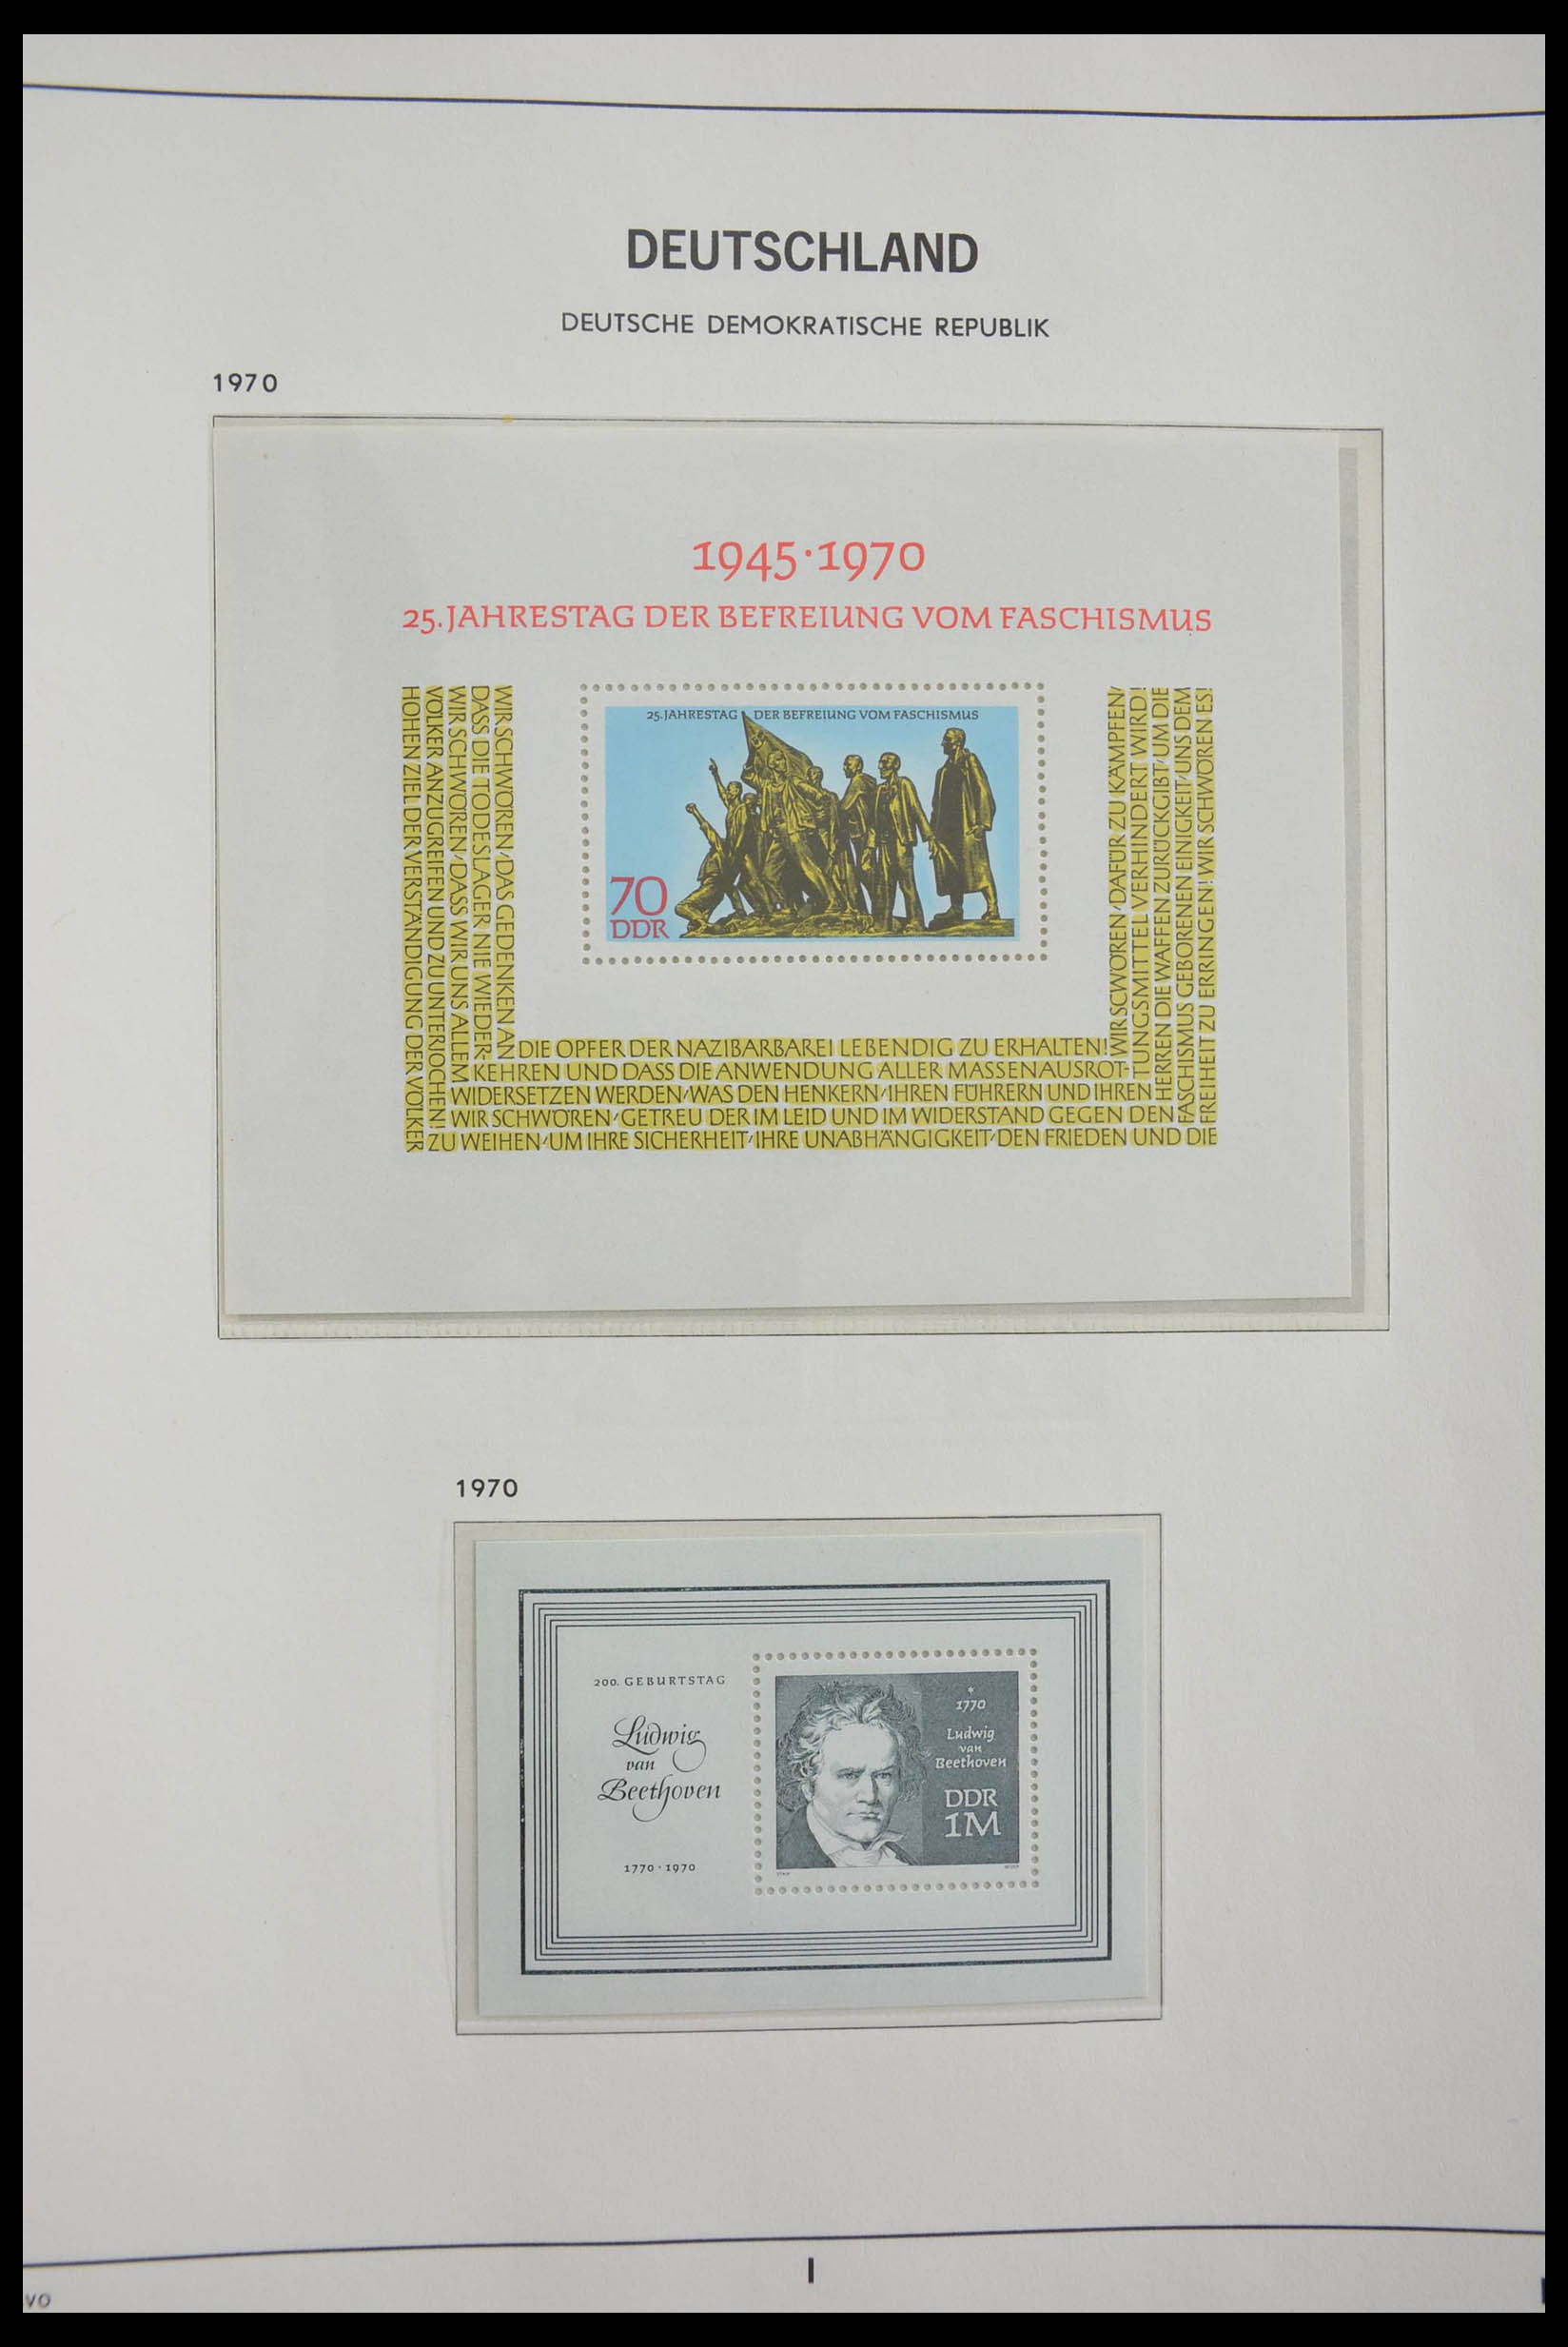 DEUTSCHLAND
DEUTSCHE DEMOKRATISCHE REPUBLIK
1970
1945·1970
25. JAHRESTAG DER BEFREIUNG VOM FASCHISMUS
25. JAHRESTAG DER BEFREIUNG VOM FASCHISMUS
70
DDR
WIR SCHWÖREN, DAS GEDENKEN AN
DIE OPFER DER NAZIBARBAREI LEBENDIG ZU ERHALTEN!
WIR SCWÖREN, DAFÜR ZU KÄMPFEN,
DASS DIE TODESLAGER NIE WIEDER-
KEHREN UND DASS DIE ANWENDUNG ALLER MASSENAUSROT-
TUNGSMITTEL VERHINDERT WIRD!
WIR SCHWÖREN, DASS WIR UNS ALLEM
WIDERSETZEN WERDEN, WAS DEN HENKERN, IHREN FÜHRERN UND IHREN
HERREN DIE WAFFEN ZURÜCKGIBT, UM DIE
VÖLKER ANZUGREIFEN UND ZU UNTERJOCHEN!
WIR SCHWÖREN, GETREU DER IM LEID UND IM WIDERSTAND GEGEN DEN
FASCHISMUS GEBORENEN EINIGKEIT, UNS DEM
HOHEN ZIEL DER VERSTÄNDIGUNG DER VÖLKER
ZU WEIHEN, UM IHRE SICHERHEIT, IHRE UNABHÄNGIGKEIT, DEN FRIEDEN UND DIE
FREIHEIT ZU ERRINGEN! WIR SCHWÖREN ES!
1970
200. GEBURTSTAG
Ludwig
van
Beethoven
1770·1970
*
1770
Ludwig
van
Beethoven
DDR
1M
VO